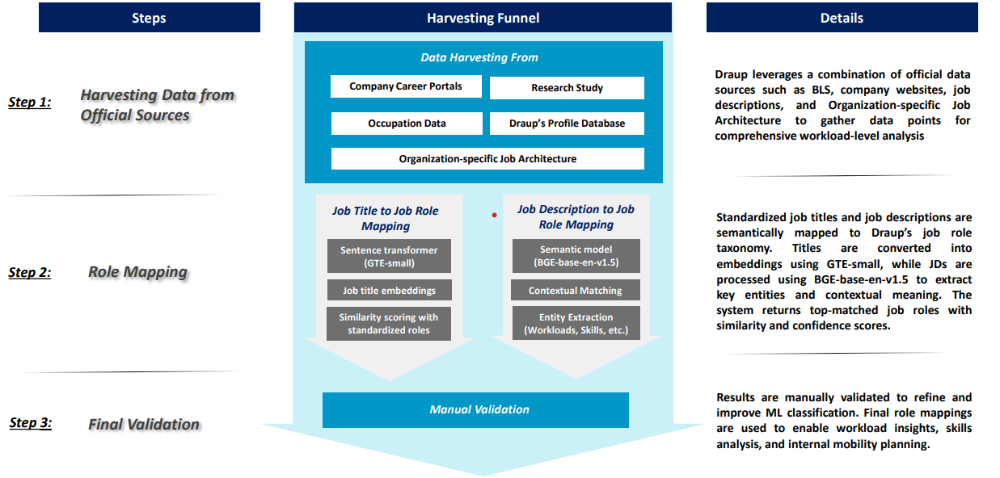 Steps
Harvesting Funnel
Details
Step 1:
Harvesting Data from
Official Sources
Data Harvesting From
Company Career Portals
Research Study
Occupation Data
Draup's Profile Database
Organization-specific Job Architecture
Draup leverages a combination of official data
sources such as BLS, company websites, job
descriptions, and Organization-specific Job
Architecture to gather data points for
comprehensive workload-level analysis
Step 2:
Role Mapping
Job Title to Job Role
Mapping
Sentence transformer
(GTE-small)
Job title embeddings
Similarity scoring with
standardized roles
Job Description to Job
Role Mapping
Semantic model
(BGE-base-en-v1.5)
Contextual Matching
Entity Extraction
(Workloads, Skills, etc.)
Standardized job titles and job descriptions are
semantically mapped to Draup's job role
taxonomy. Titles are converted into
embeddings using GTE-small, while JDs are
processed using BGE-base-en-v1.5 to extract
key entities and contextual meaning. The
system returns top-matched job roles with
similarity and confidence scores.
Step 3:
Final Validation
Manual Validation
Results are manually validated to refine and
improve ML classification. Final role mappings
are used to enable workload insights, skills
analysis, and internal mobility planning.